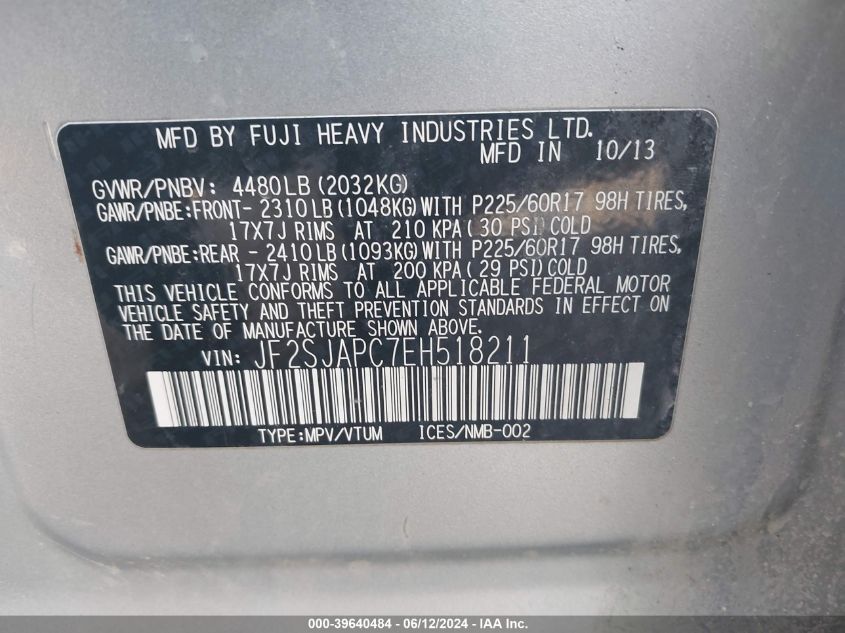 MFD BY FUJI HEAVY INDUSTRIES LTD.
MFD IN 10/13
GVWR/PNBV: 4480LB(2032KG)
GAWR/PNBE:FRONT- 2310LB(1048KG)WITH P225/60R17 98H TIRES,
17X7J RIMS AT 210 KPA(30 PSI)COLD
GAWR/PNBE:REAR - 2410LB(1093KG)WITH P225/60R17 98H TIRES,
17X7J RIMS AT 200 KPA(29 PSI)COLD
THIS VEHICLE CONFORMS TO ALL APPLICABLE FEDERAL MOTOR
VEHICLE SAFETY AND THEFT PREVENTION STANDARDS IN EFFECT ON
THE DATE OF MANUFACTURE SHOWN ABOVE.
VIN: JF2SJAPC7EH518211
TYPE:MPV/VTUM ICES/NMB-002
000-39640484 - 06/12/2024 - IAA Inc.